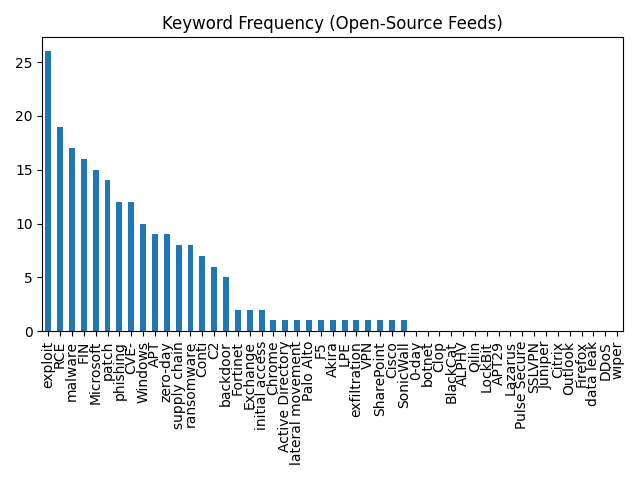 Keyword Frequency (Open-Source Feeds)
25
20
15
10
5
0
exploit
RCE
malware
FIN
Microsoft
patch
phishing
CVE-
Windows
APT
zero-day
supply chain
ransomware
Conti
C2
backdoor
Fortinet
Exchange
initial access
Chrome
Active Directory
lateral movement
Palo Alto
F5
Akira
LPE
exfiltration
VPN
SharePoint
Cisco
SonicWall
0-day
botnet
Clop
BlackCat
ALPHV
Qilin
LockBit
APT29
Lazarus
Pulse Secure
SSLVPN
Juniper
Citrix
Outlook
Firefox
data leak
DDoS
wiper